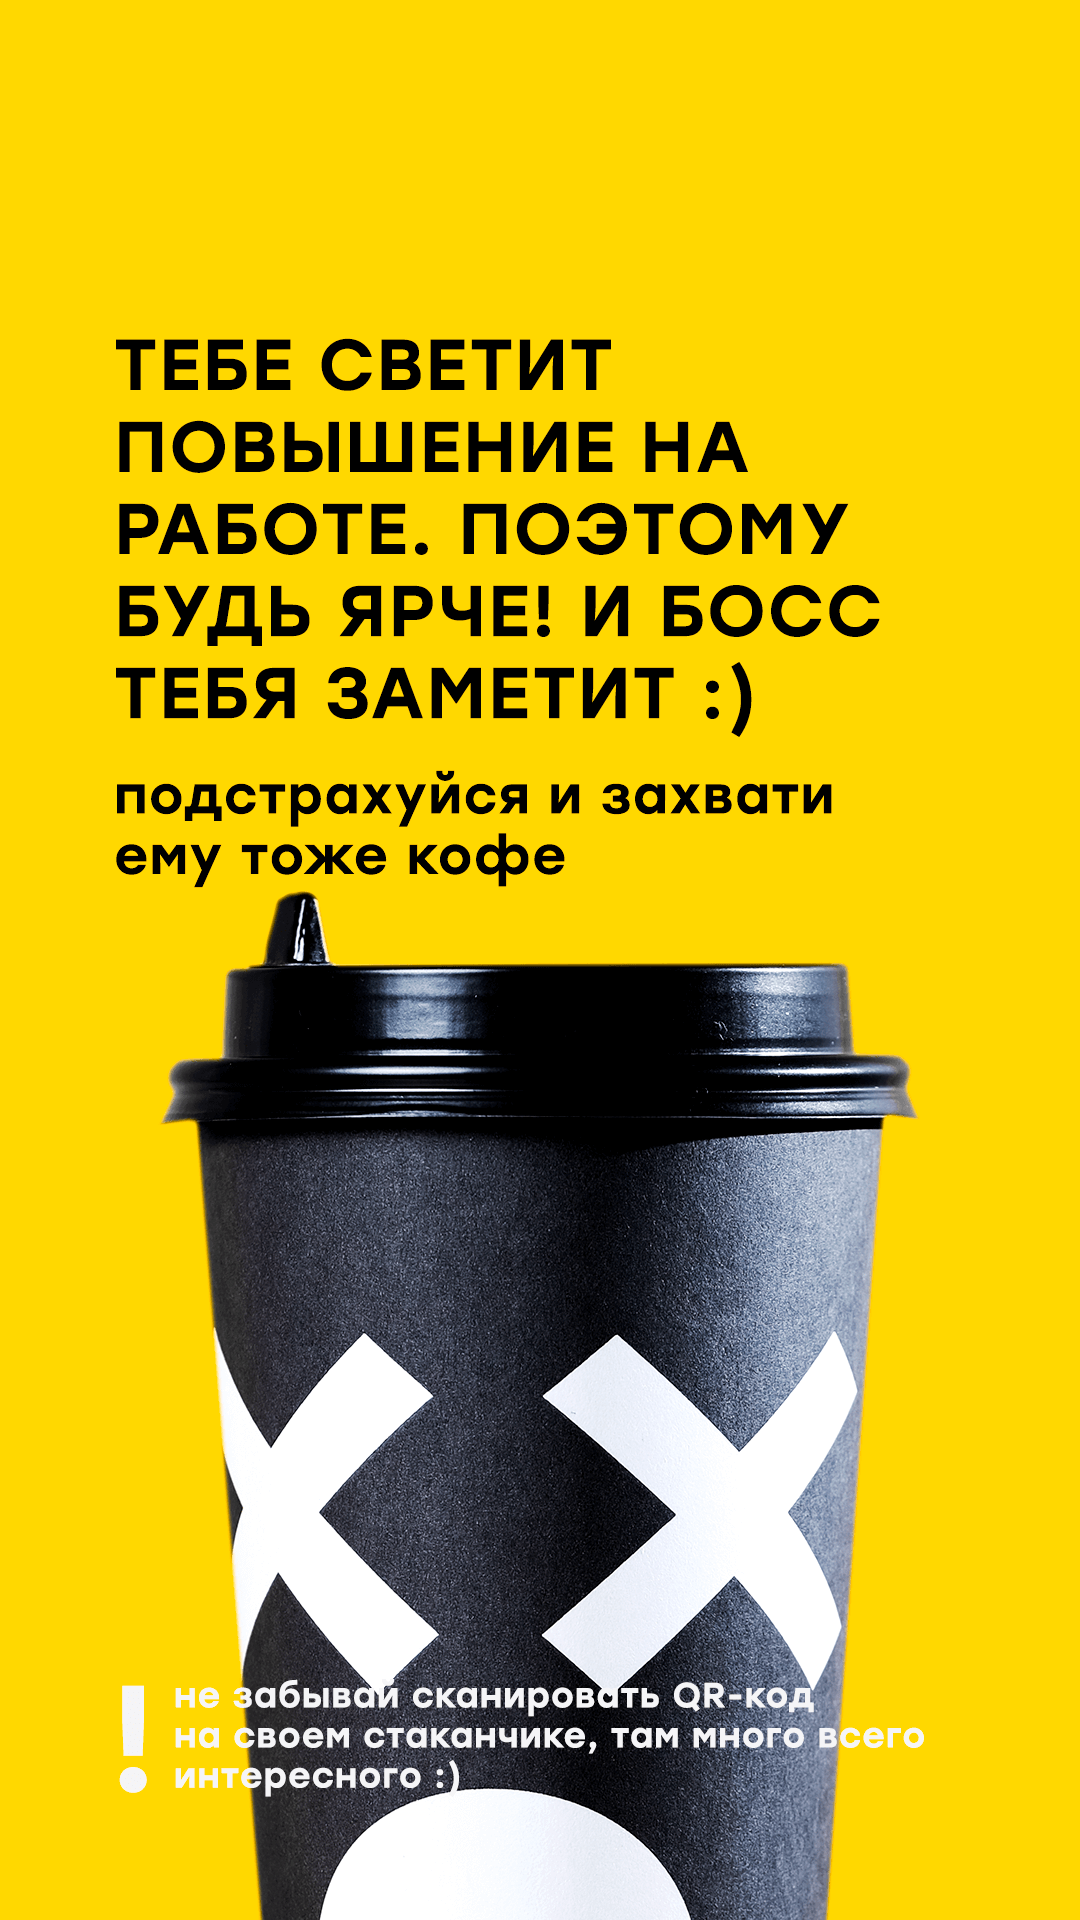 ТЕБЕ СВЕТИТ
ПОВЫШЕНИЕ НА
РАБОТЕ. ПОЭТОМУ
БУДЬ ЯРЧЕ! И БОСС
ТЕБЯ ЗАМЕТИТ :)
подстрахуйся и захвати
ему тоже кофе
! не забывай сканировать QR-код
на своем стаканчике, там много всего
интересного :)